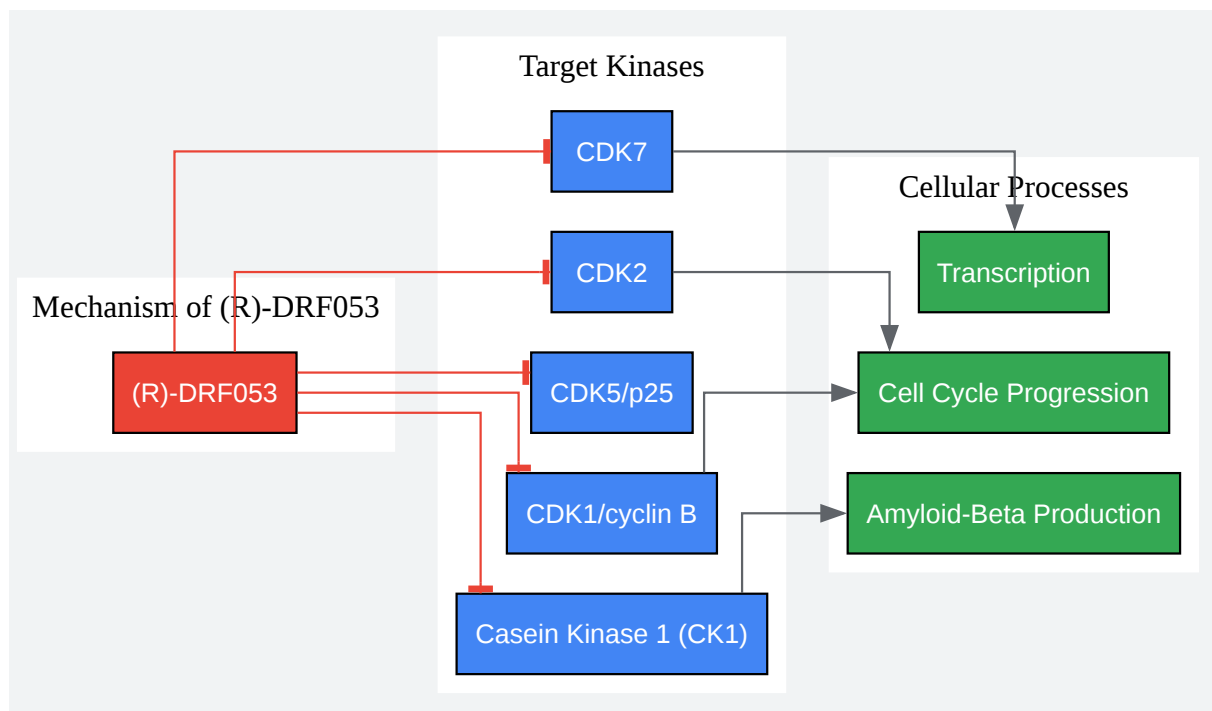 Target Kinases
CDK7
Cellular Processes
CDK2
Transcription
Mechanism of (R)-DRF053
(R)-DRF053
CDK5/p25
Cell Cycle Progression
CDK1/cyclin B
Amyloid-Beta Production
Casein Kinase 1 (CK1)